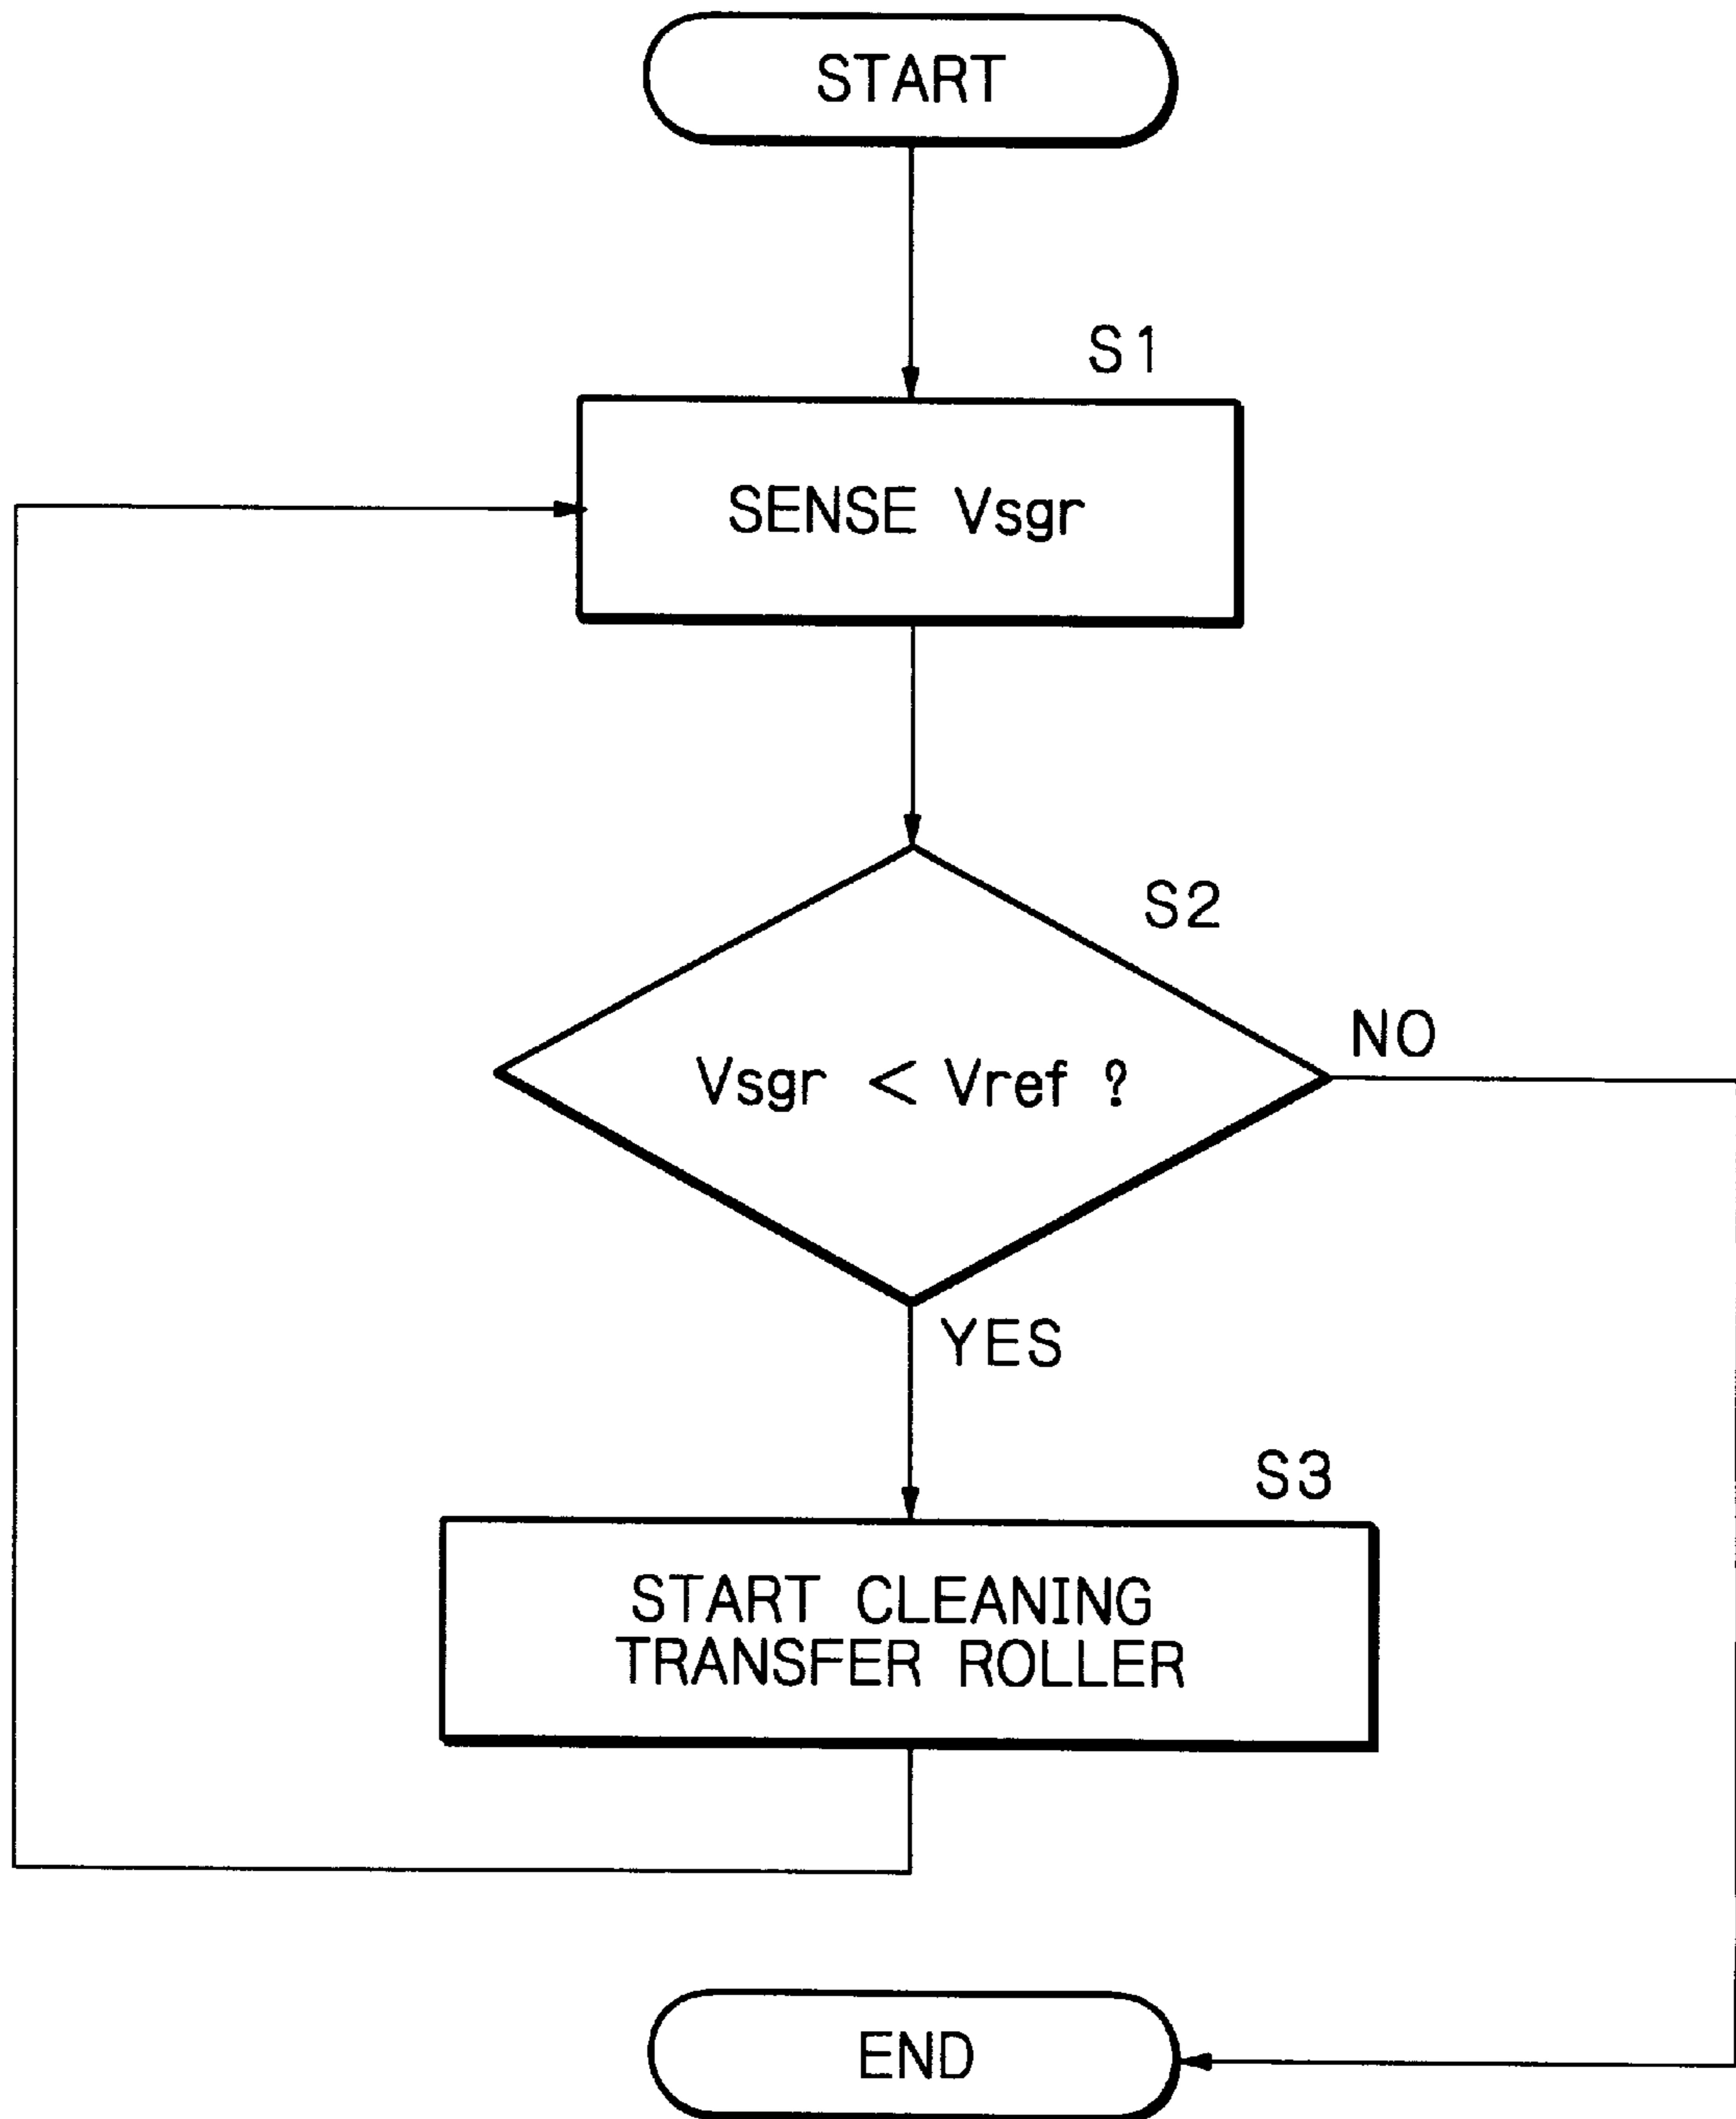 START
S1
SENSE Vsgr
S2
Vsgr < Vref ?
NO
YES
S3
START CLEANING
TRANSFER ROLLER
END